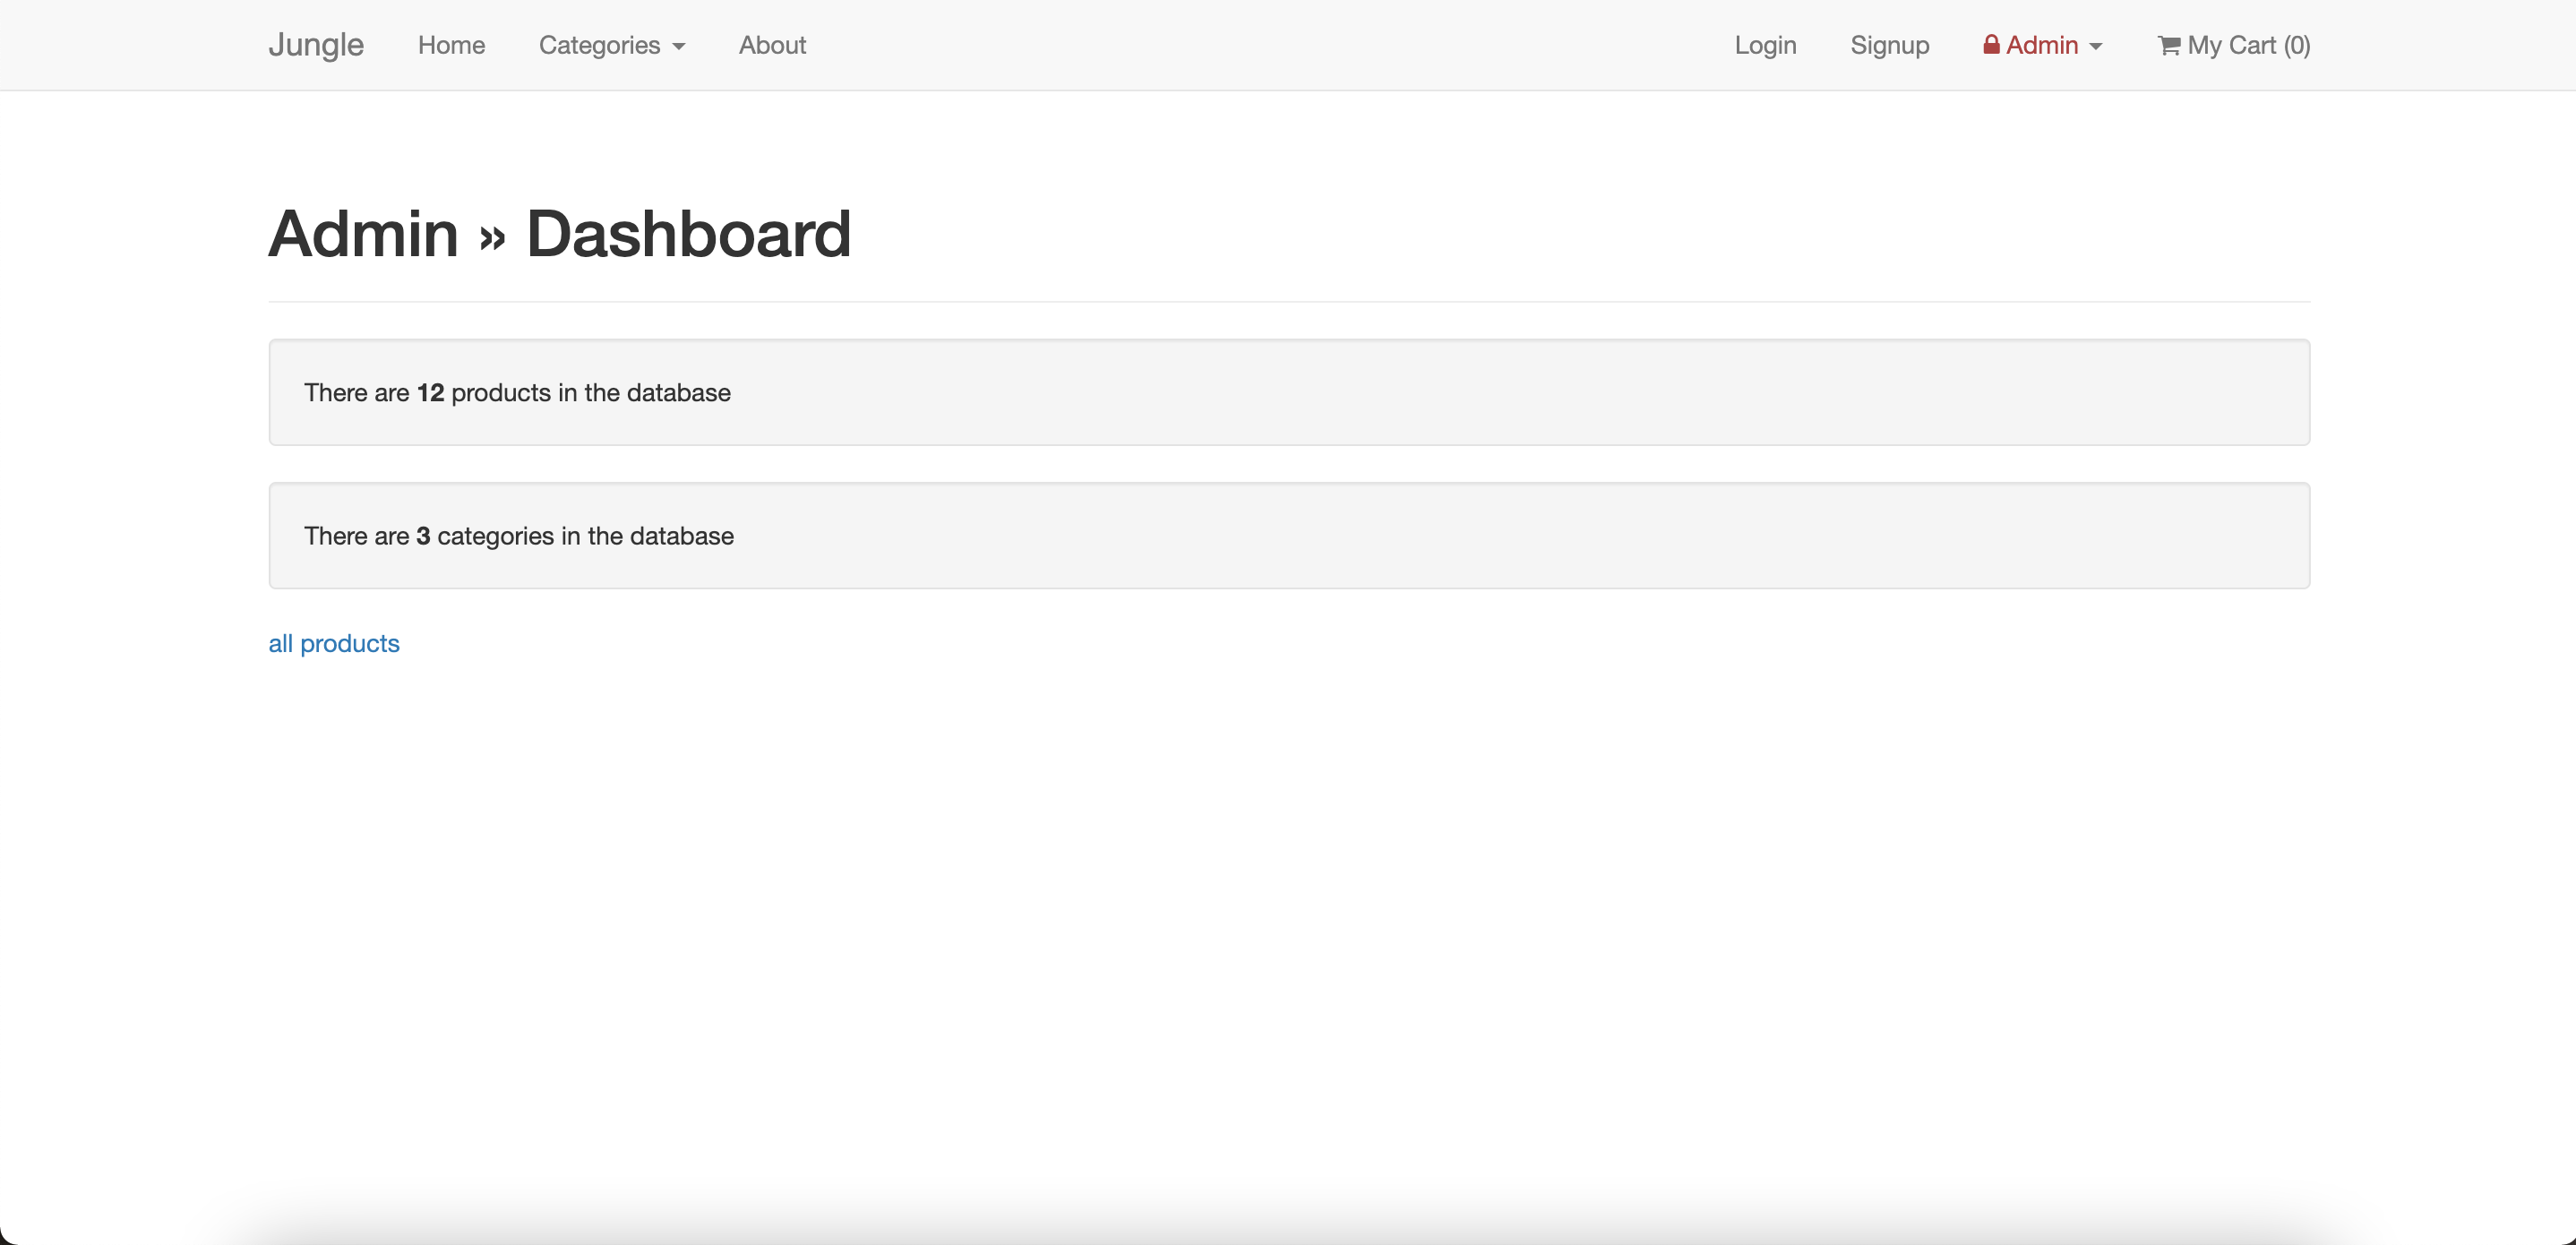 Jungle Home Categories About Login Signup Admin My Cart (0)
Admin » Dashboard
There are 12 products in the database
There are 3 categories in the database
all products